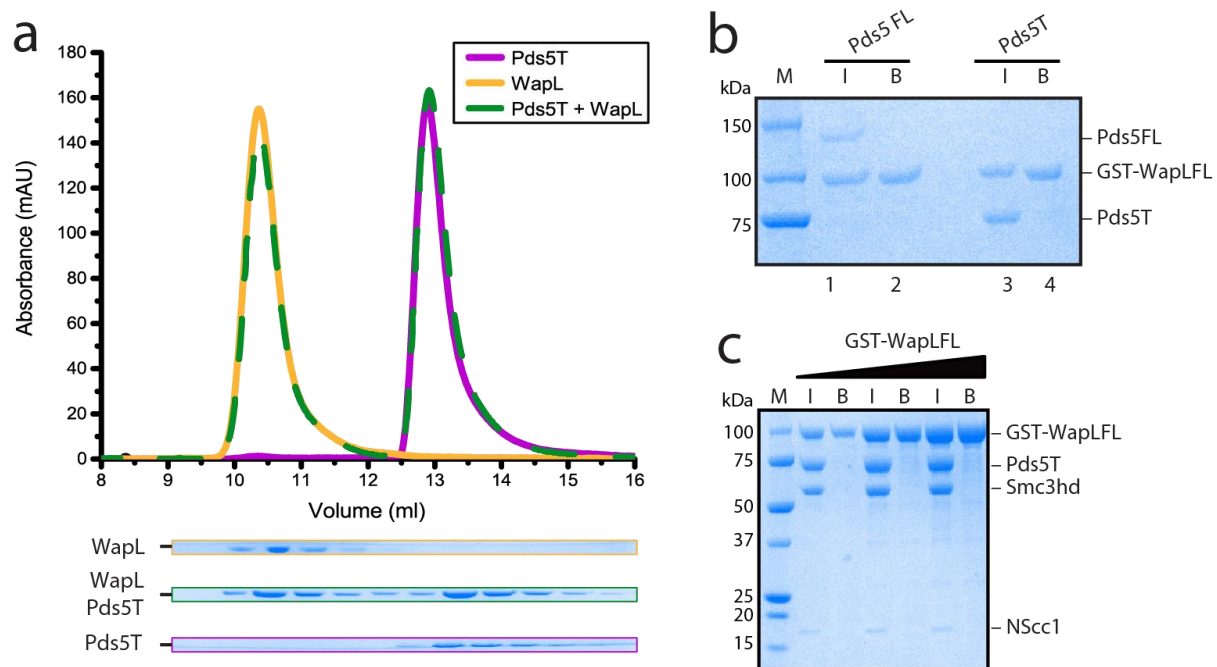 a
180
160
140
120
100
80
60
40
20
0
Absorbance (mAU)
Pds5T
WapL
Pds5T + WapL
8 9 10 11 12 13 14 15 16
Volume (ml)
WapL
WapL
Pds5T
Pds5T
b
Pds5 FL Pds5T
M I B I B
kDa
150
100
75
Pds5FL
GST-WapLFL
Pds5T
1 2 3 4
c
GST-WapLFL
M I B I B I B
kDa
100
75
50
37
25
20
15
GST-WapLFL
Pds5T
Smc3hd
NScc1